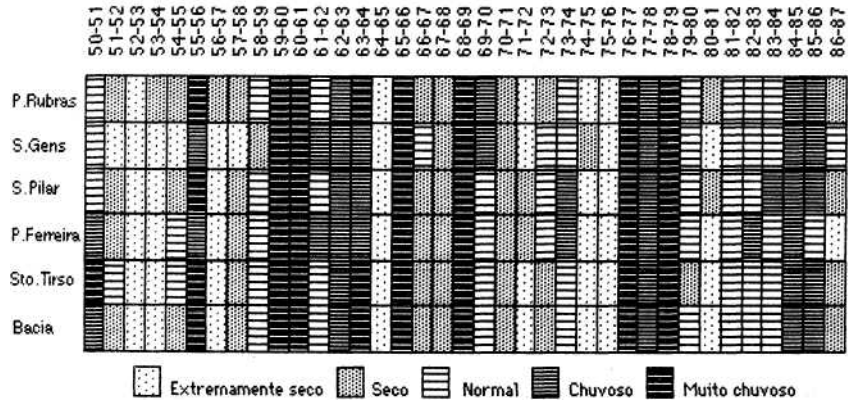 50-51 51-52 52-53 53-54 54-55 55-56 56-57 57-58 58-59 59-60 60-61 61-62 62-63 63-64 64-65 65-66 66-67 67-68 68-69 69-70 70-71 71-72 72-73 73-74 74-75 75-76 76-77 77-78 78-79 79-80 80-81 81-82 82-83 83-84 84-85 85-86 86-87
P.Rubras
S.Gens
S.Pilar
P.Ferreira
Sto.Tirso
Bacia
Extremamente seco Seco Normal Chuvoso Muito chuvoso